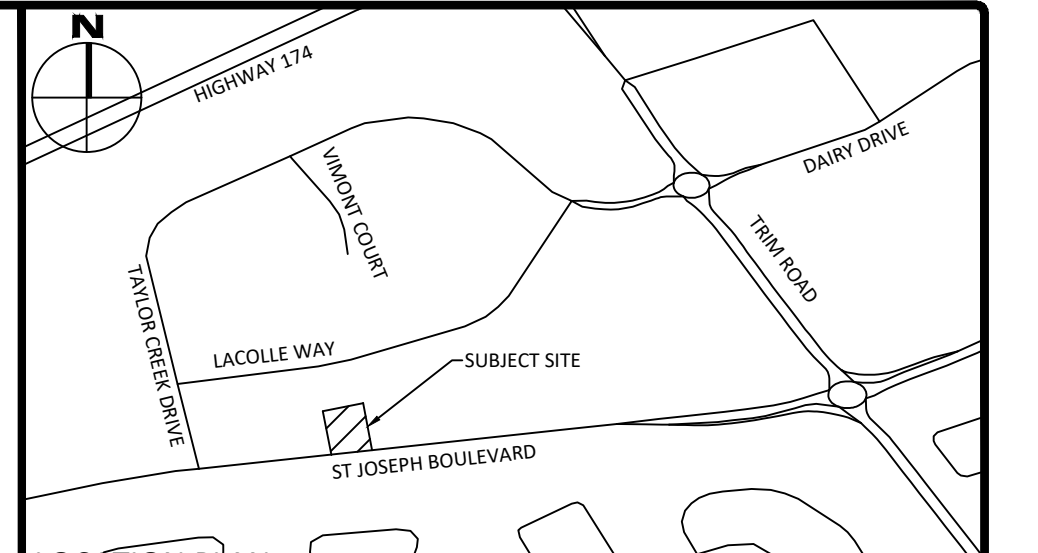 N
HIGHWAY 174
VIMONT COURT
DAIRY DRIVE
TRIM ROAD
TAYLOR CREEK DRIVE
LACOLLE WAY
SUBJECT SITE
ST JOSEPH BOULEVARD